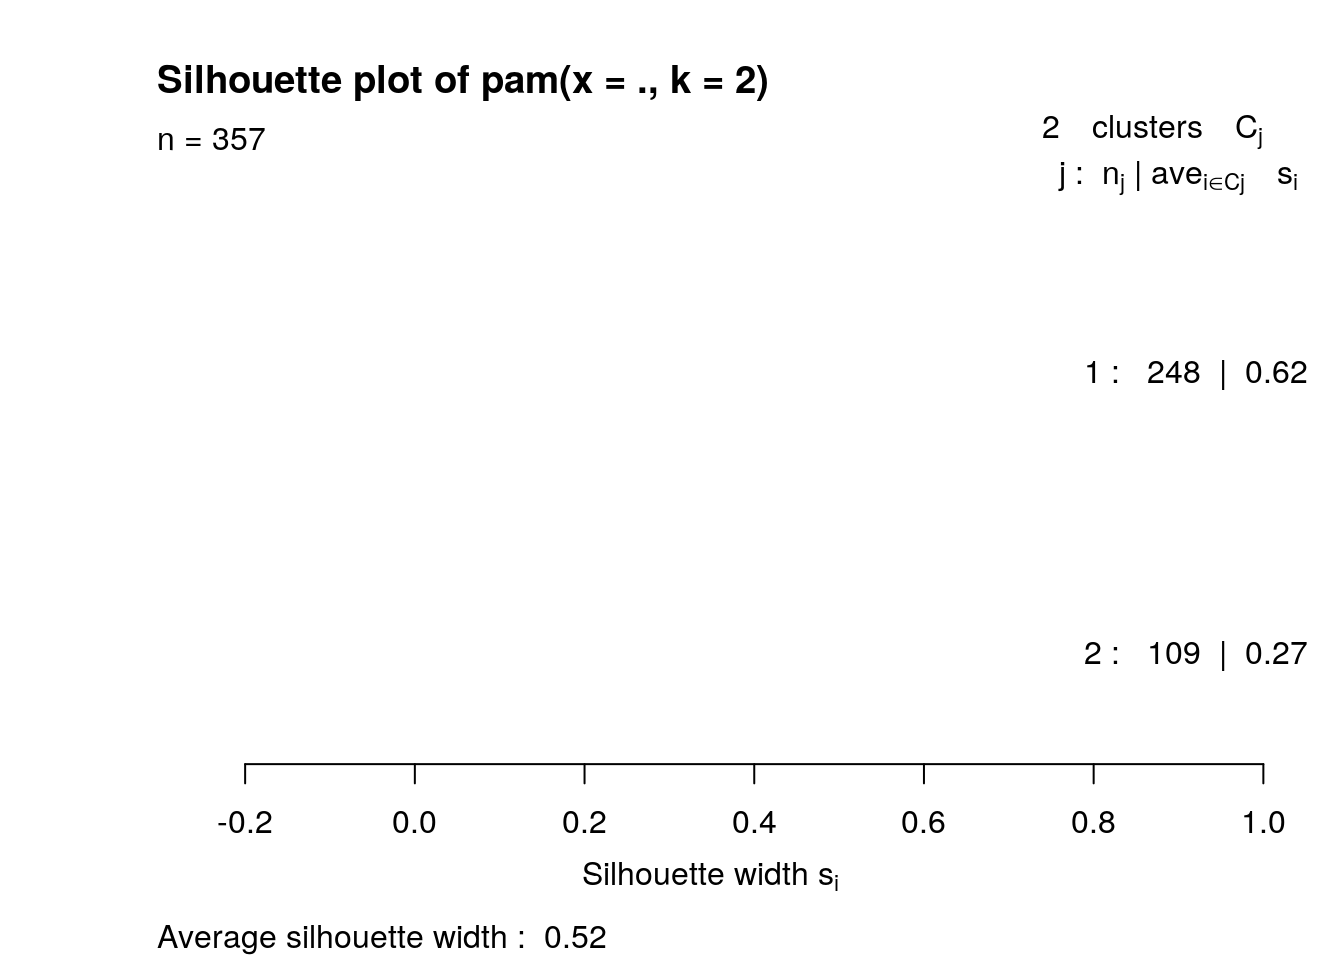 Silhouette plot of pam(x = ., k = 2)
n = 357
2 clusters Cj
j : nj | avei∈Cj si
1 : 248 | 0.62
2 : 109 | 0.27
-0.2 0.0 0.2 0.4 0.6 0.8 1.0
Silhouette width si
Average silhouette width : 0.52